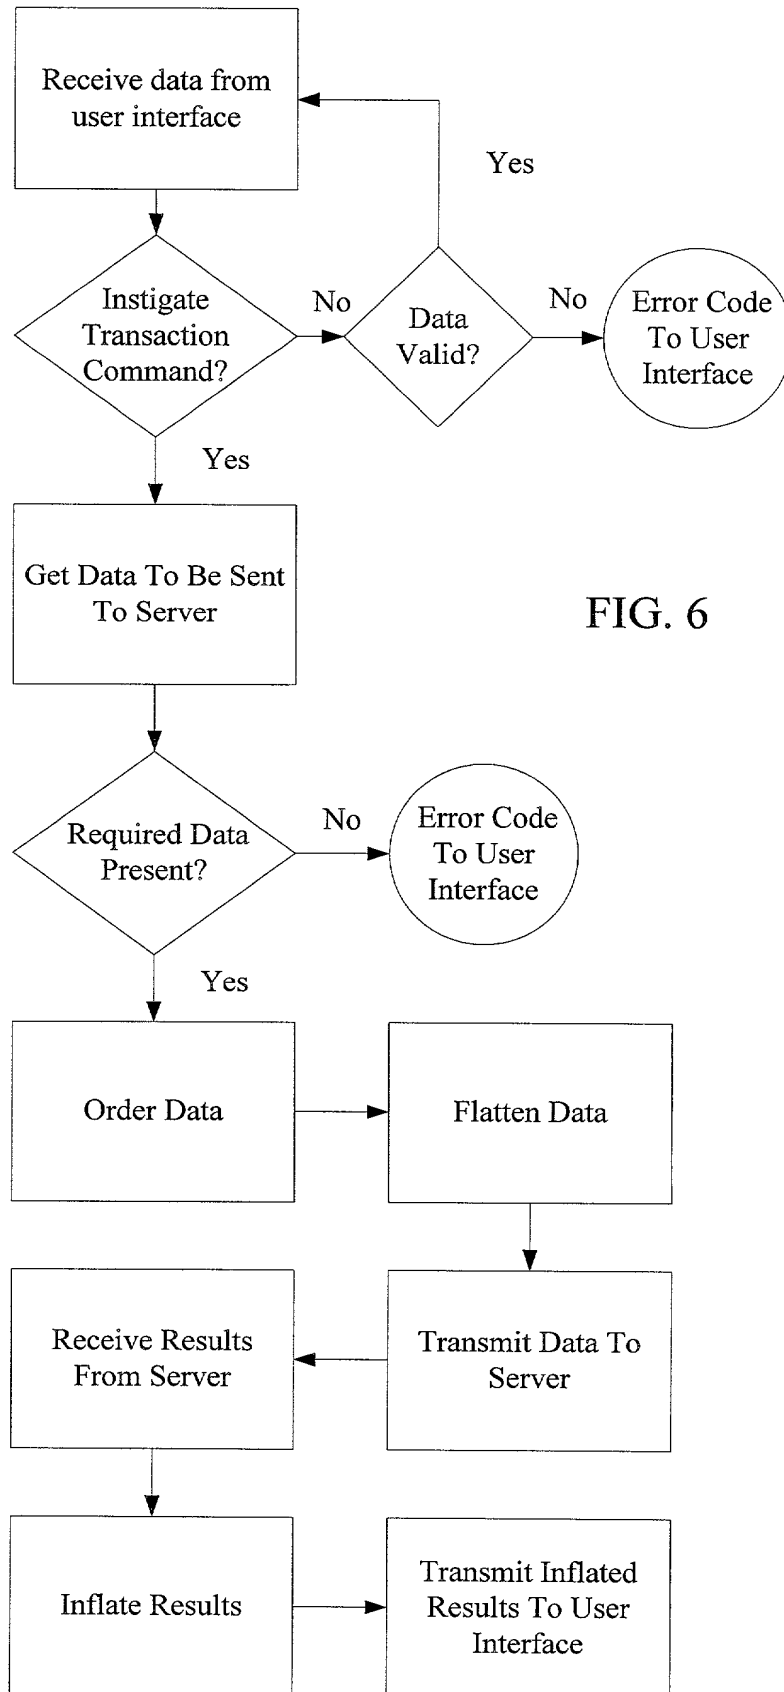 Receive data from
user interface
Yes
Instigate
Transaction
Command?
No
Data
Valid?
No
Error Code
To User
Interface
Yes
Get Data To Be Sent
To Server
FIG. 6
Required Data
Present?
No
Error Code
To User
Interface
Yes
Order Data
Flatten Data
Receive Results
From Server
Transmit Data To
Server
Inflate Results
Transmit Inflated
Results To User
Interface